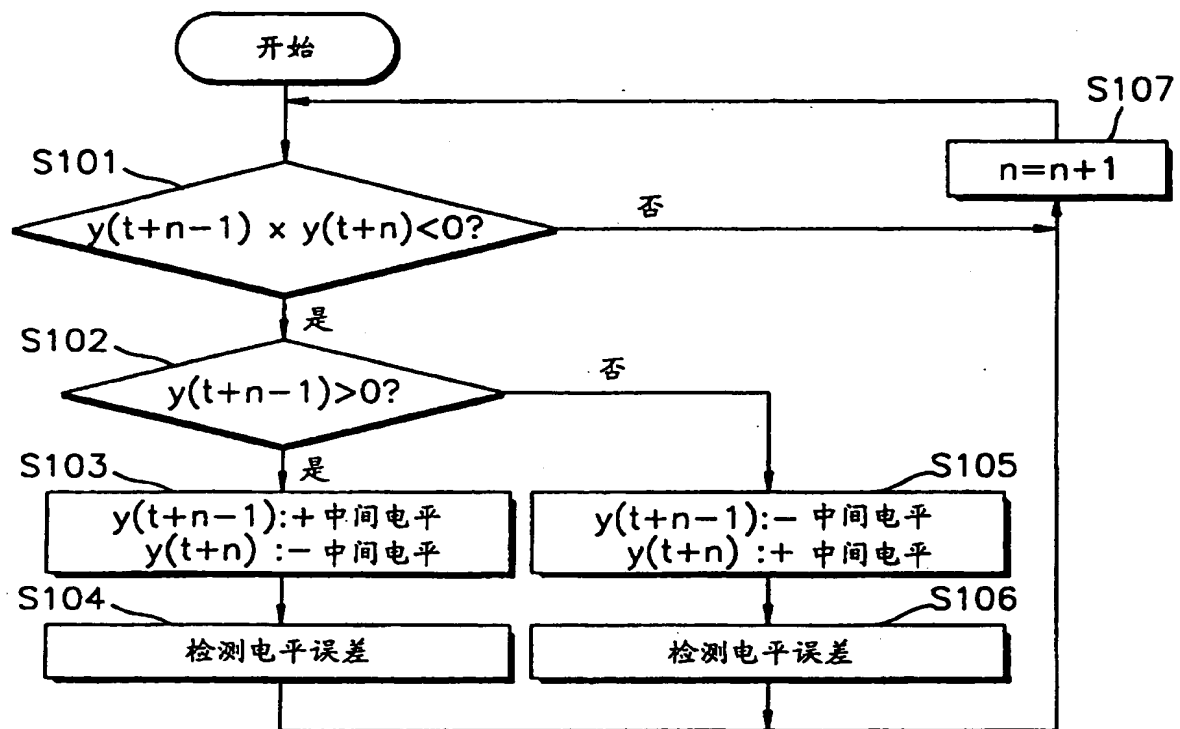 开始
S107
n=n+1
S101
y(t+n-1) x y(t+n)<0?
否
是
S102
y(t+n-1)>0?
否
是
S103
y(t+n-1):+中间电平
y(t+n) :- 中间电平
S105
y(t+n-1):- 中间电平
y(t+n) :+ 中间电平
S104
检测电平误差
S106
检测电平误差